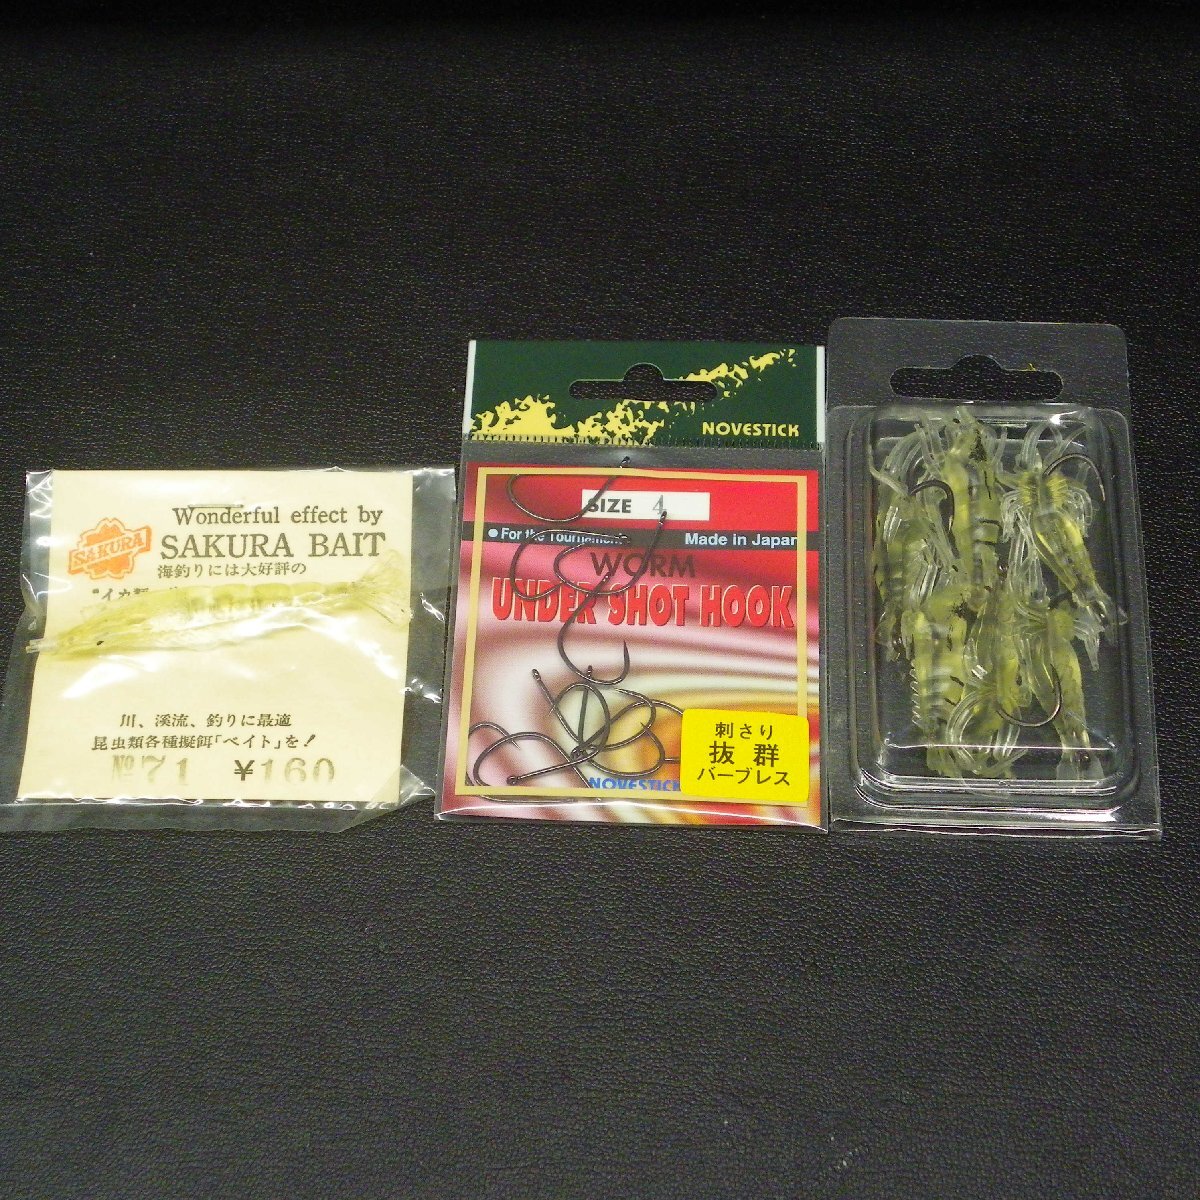 Wonderful effect by
SAKURA
SAKURA BAIT
海釣りには大好評の
"イカ
川、溪流、釣りに最適
昆虫類各種擬餌「ベイト」を!
№71 ¥160
NOVESTICK
SIZE 4
●For the Tournament
Made in Japan
WORM
UNDER SHOT HOOK
NOVESTICK
刺さり
抜群
バーブレス